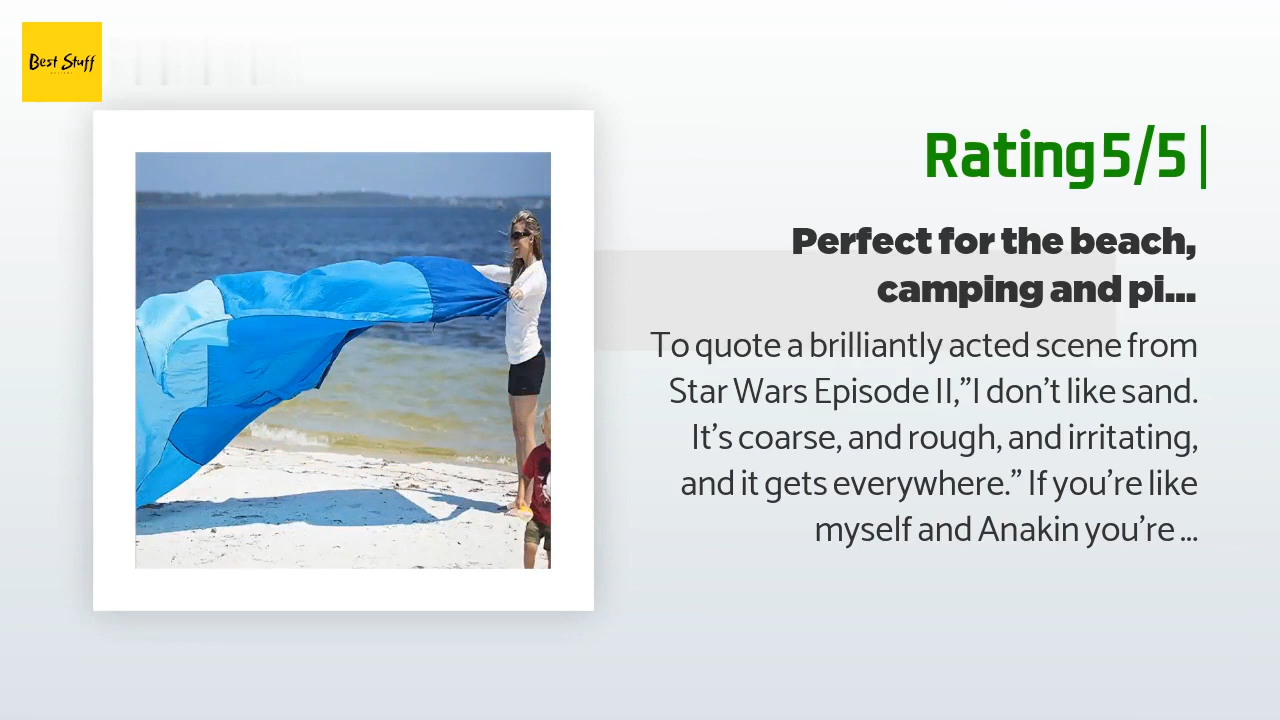 Best Stuff
Rating 5/5 |
Perfect for the beach,
camping and pi...
To quote a brilliantly acted scene from
Star Wars Episode II,”I don’t like sand.
It’s coarse, and rough, and irritating,
and it gets everywhere.” If you’re like
myself and Anakin you’re ...